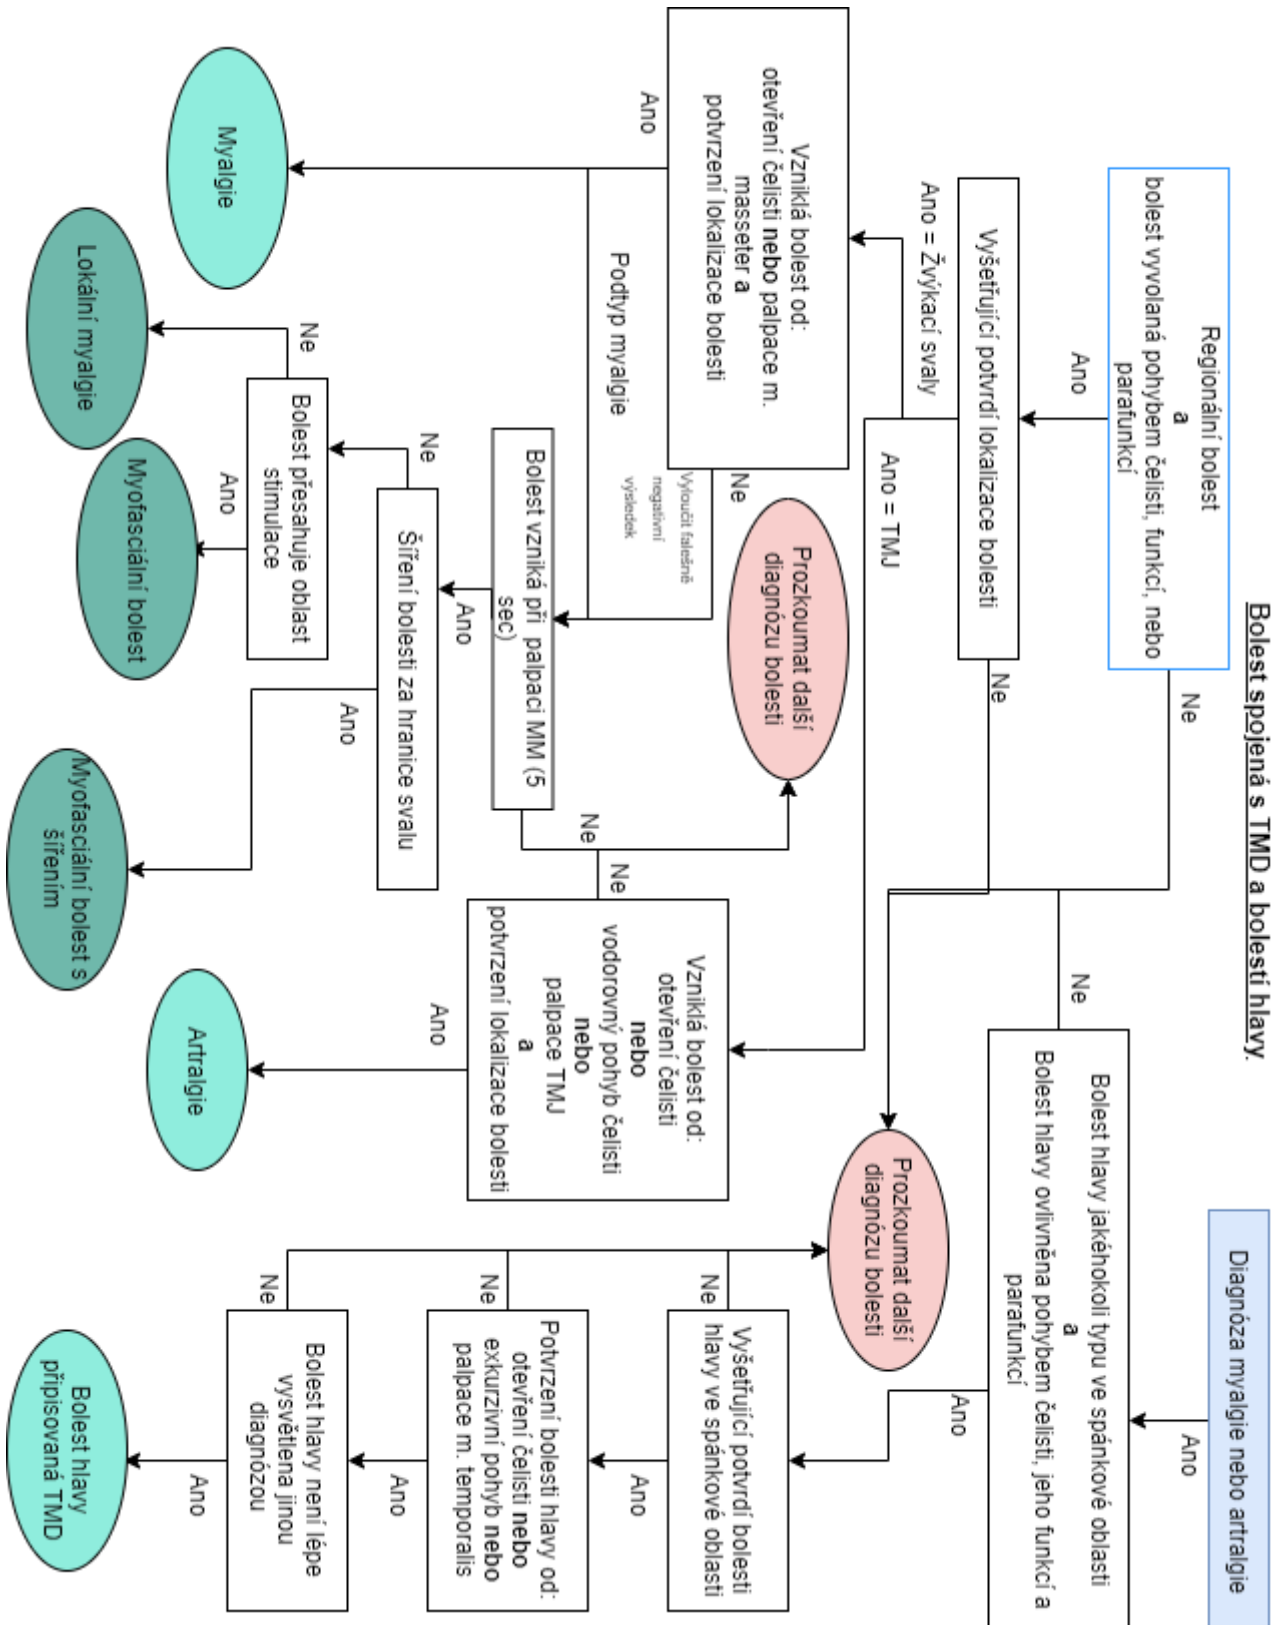 Bolest spojená s TMD a bolestí hlavy.
Regionální bolest
a
bolest vyvolaná pohybem čelisti, funkcí, nebo
parafunkcí
Ano
Ne
Vyšetřující potvrdí lokalizace bolesti
Ne
Ano = Žvýkací svaly
Ano = TMJ
Vzniklá bolest od:
otevření čelisti nebo palpace m.
masseter a
potvrzení lokalizace bolesti
Ano
Ne
Vyloučit falešně
negativní
výsledek
Podtyp myalgie
Myalgie
Prozkoumat další
diagnózu bolesti
Bolest vzniká při palpaci MM (5
sec)
Ne
Ano
Šíření bolesti za hranice svalu
Ne
Ano
Bolest přesahuje oblast
stimulace
Ne
Ano
Lokální myalgie
Myofasciální bolest
Myofasciální bolest s
šířením
Vzniklá bolest od:
otevření čelisti
nebo
vodorovný pohyb čelisti
nebo
palpace TMJ
a
potvrzení lokalizace bolesti
Ne
Ano
Artralgie
Diagnóza myalgie nebo artralgie
Ano
Bolest hlavy jakéhokoli typu ve spánkové oblasti
a
Bolest hlavy ovlivněna pohybem čelisti, jeho funkcí a
parafunkcí
Ne
Ano
Prozkoumat další
diagnózu bolesti
Vyšetřující potvrdí bolesti
hlavy ve spánkové oblasti
Ne
Ano
Potvrzení bolesti hlavy od:
otevření čelisti nebo
exkurzivní pohyb nebo
palpace m. temporalis
Ne
Ano
Bolest hlavy není lépe
vysvětlena jinou
diagnózou
Ne
Ano
Bolest hlavy
připisovaná TMD